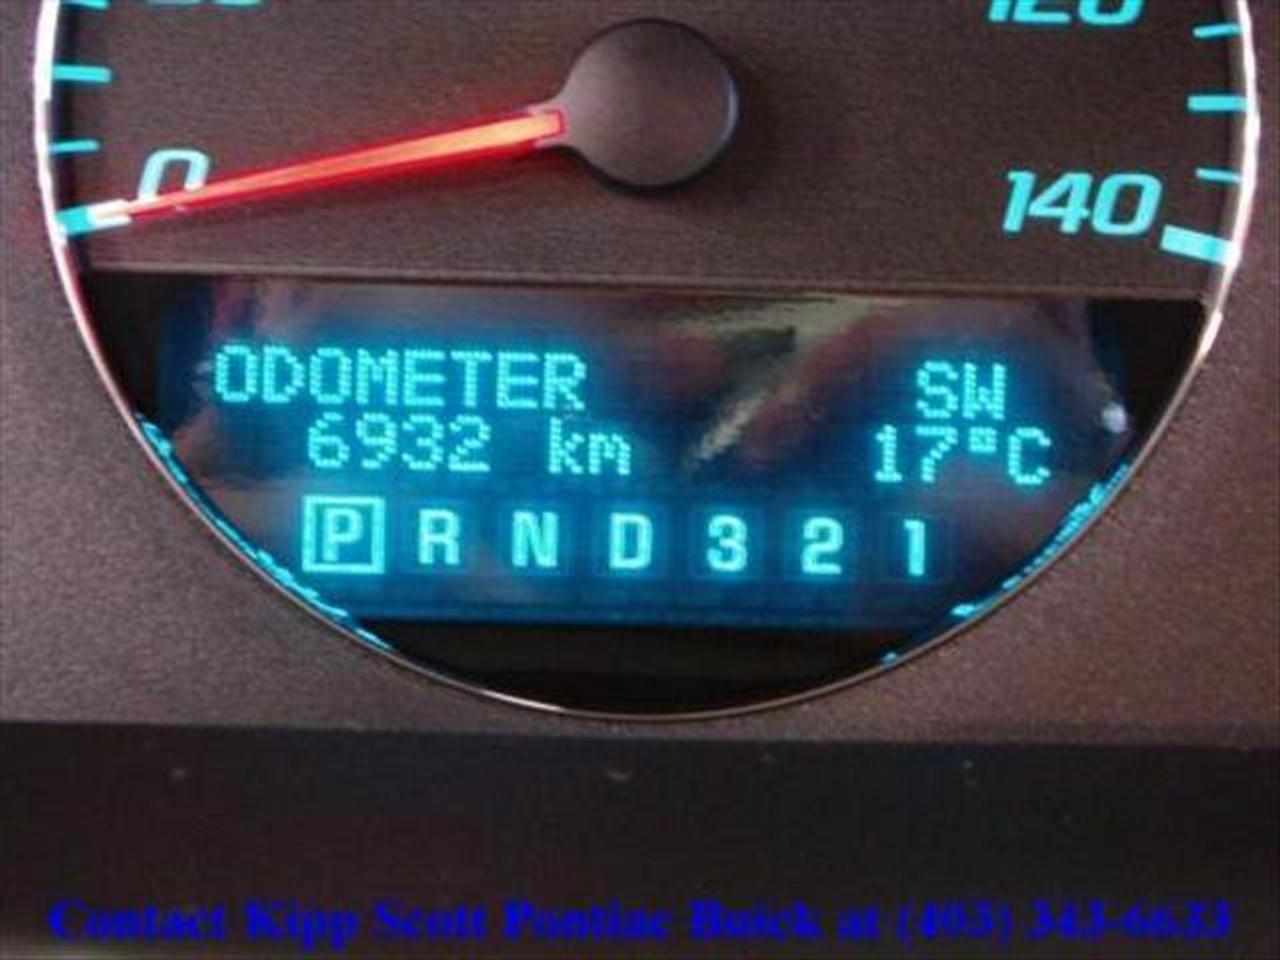 120
0
140
ODOMETER SW
6932 km 17°C
P R N D 3 2 1
Contact Kipp Scott Pontiac Buick at (403) 343-6633